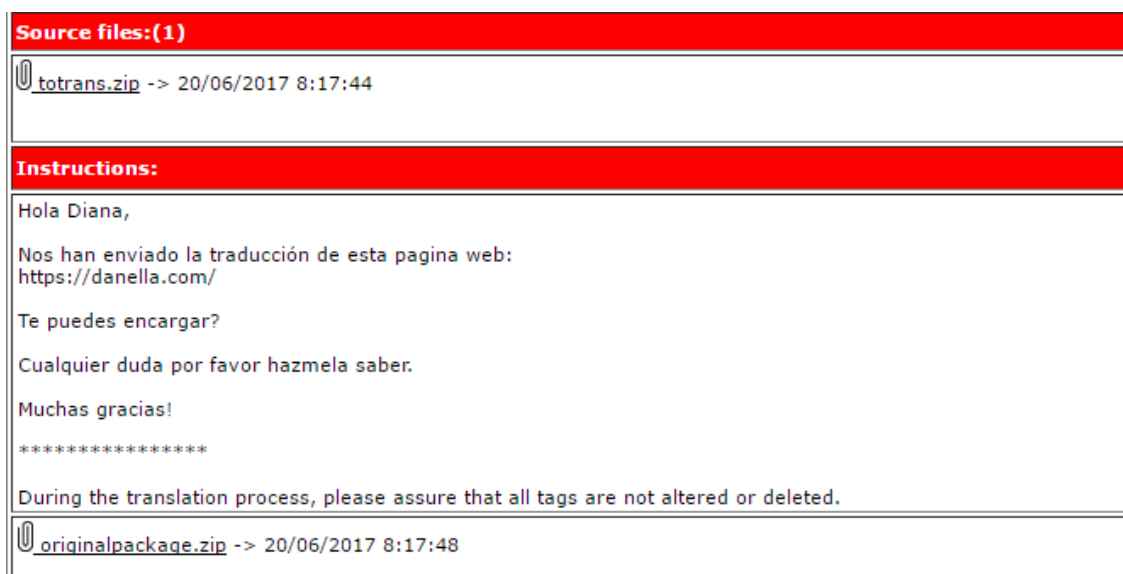 Source files:(1)
totrans.zip -> 20/06/2017 8:17:44
Instructions:
Hola Diana,
Nos han enviado la traducción de esta pagina web:
https://danella.com/
Te puedes encargar?
Cualquier duda por favor hazmela saber.
Muchas gracias!
****************
During the translation process, please assure that all tags are not altered or deleted.
originalpackage.zip -> 20/06/2017 8:17:48